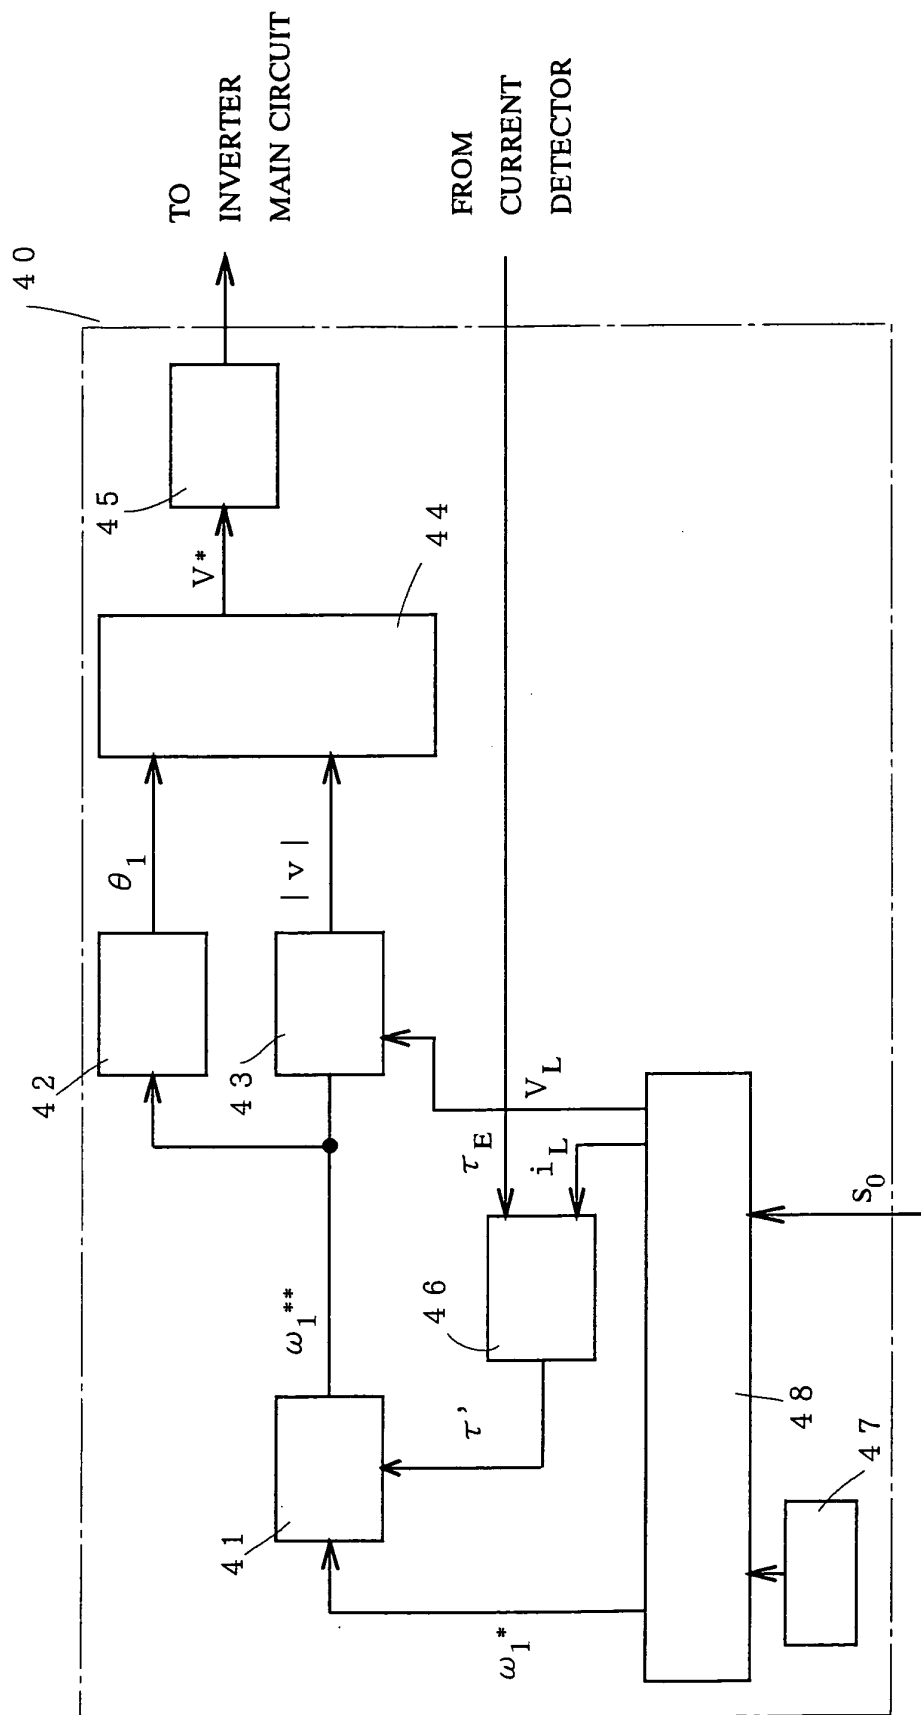 40
TO
INVERTER
MAIN CIRCUIT
FROM
CURRENT
DETECTOR
45
V*
44
θ1
|v|
42
43
VL
τE
iL
S0
ω1**
46
τ'
41
48
47
ω1*